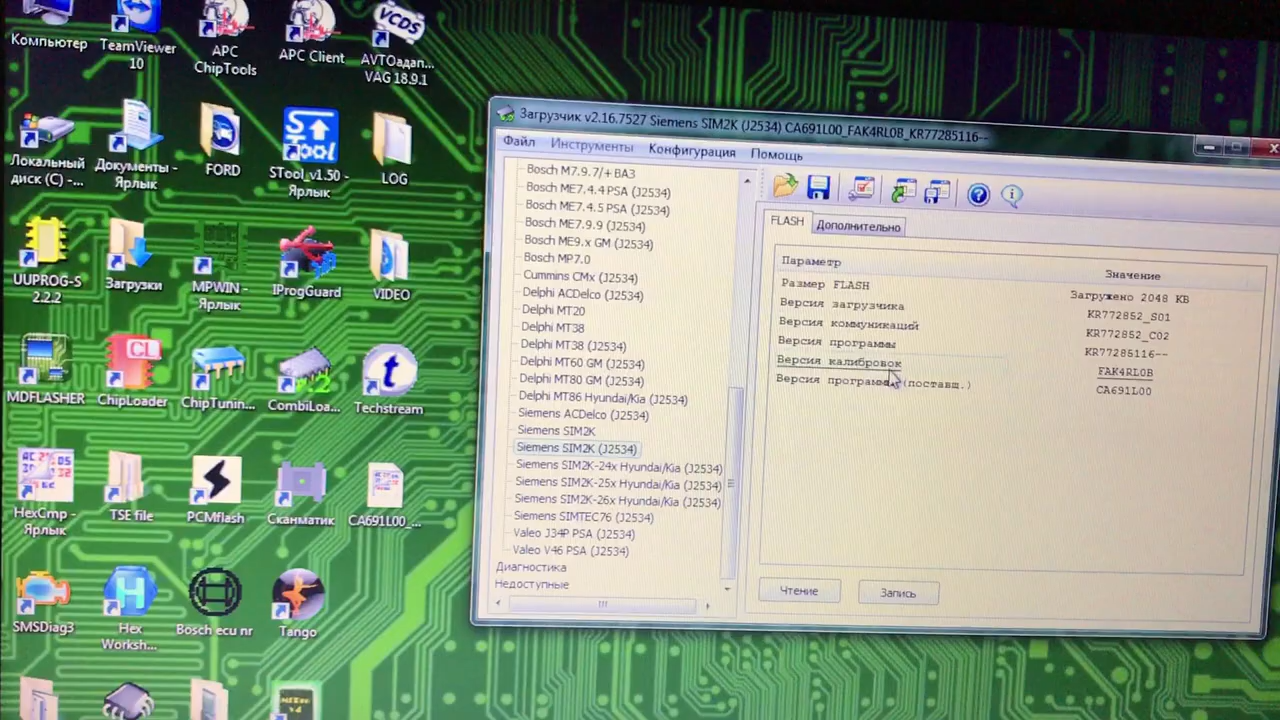 Компьютер
TeamViewer
10
APC
ChipTools
APC Client
VCDS
АВТОадап...
VAG 18.9.1
Локальный
диск (C) -...
Документы -
Ярлык
FORD
STool
STool_v1.50 -
Ярлык
LOG
UUPROG-S
2.2.2
Загрузки
MPWIN -
Ярлык
IProgGuard
VIDEO
MDFLASHER
CL
ChipLoader
ChipTunin...
CombiLoa...
t
Techstream
HexCmp -
Ярлык
TSE file
PCMflash
Сканматик
CA691L00_...
SMSDiag3
H
Hex
Worksh...
Bosch ecu nr
Tango
Загрузчик v2.16.7527 Siemens SIM2K (J2534) CA691L00_FAK4RL0B_KR77285116--
Файл Инструменты Конфигурация Помощь
Bosch M7.9.7/+ ВАЗ
Bosch ME7.4.4 PSA (J2534)
Bosch ME7.4.5 PSA (J2534)
Bosch ME7.9.9 (J2534)
Bosch ME9.x GM (J2534)
Bosch MP7.0
Cummins CMx (J2534)
Delphi ACDelco (J2534)
Delphi MT20
Delphi MT38
Delphi MT38 (J2534)
Delphi MT60 GM (J2534)
Delphi MT80 GM (J2534)
Delphi MT86 Hyundai/Kia (J2534)
Siemens ACDelco (J2534)
Siemens SIM2K
Siemens SIM2K (J2534)
Siemens SIM2K-24x Hyundai/Kia (J2534)
Siemens SIM2K-25x Hyundai/Kia (J2534)
Siemens SIM2K-26x Hyundai/Kia (J2534)
Siemens SIMTEC76 (J2534)
Valeo J34P PSA (J2534)
Valeo V46 PSA (J2534)
Диагностика
Недоступные
FLASH Дополнительно
Параметр Значение
Размер FLASH Загружено 2048 КБ
Версия загрузчика KR772852_S01
Версия коммуникаций KR772852_C02
Версия программы KR77285116--
Версия калибровок FAK4RL0B
Версия программы (поставщ.) CA691L00
Чтение Запись